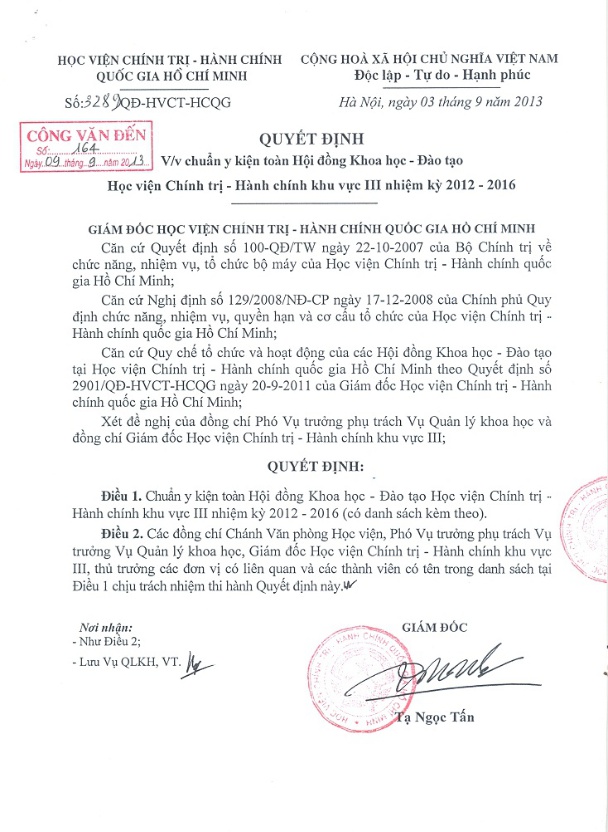 HỌC VIỆN CHÍNH TRỊ - HÀNH CHÍNH
QUỐC GIA HỒ CHÍ MINH
Số:3289/QĐ-HVCT-HCQG
CỘNG HOÀ XÃ HỘI CHỦ NGHĨA VIỆT NAM
Độc lập - Tự do - Hạnh phúc
Hà Nội, ngày 03 tháng 9 năm 2013
CÔNG VĂN ĐẾN
Số: 164
Ngày 09 tháng 9 năm 2013
QUYẾT ĐỊNH
V/v chuẩn y kiện toàn Hội đồng Khoa học - Đào tạo
Học viện Chính trị - Hành chính khu vực III nhiệm kỳ 2012 - 2016
GIÁM ĐỐC HỌC VIỆN CHÍNH TRỊ - HÀNH CHÍNH QUỐC GIA HỒ CHÍ MINH
Căn cứ Quyết định số 100-QĐ/TW ngày 22-10-2007 của Bộ Chính trị về
chức năng, nhiệm vụ, tổ chức bộ máy của Học viện Chính trị - Hành chính quốc
gia Hồ Chí Minh;
Căn cứ Nghị định số 129/2008/NĐ-CP ngày 17-12-2008 của Chính phủ Quy
định chức năng, nhiệm vụ, quyền hạn và cơ cấu tổ chức của Học viện Chính trị -
Hành chính quốc gia Hồ Chí Minh;
Căn cứ Quy chế tổ chức và hoạt động của các Hội đồng Khoa học - Đào tạo
tại Học viện Chính trị - Hành chính quốc gia Hồ Chí Minh theo Quyết định số
2901/QĐ-HVCT-HCQG ngày 20-9-2011 của Giám đốc Học viện Chính trị - Hành
chính quốc gia Hồ Chí Minh;
Xét đề nghị của đồng chí Phó Vụ trưởng phụ trách Vụ Quản lý khoa học và
đồng chí Giám đốc Học viện Chính trị - Hành chính khu vực III;
QUYẾT ĐỊNH:
Điều 1. Chuẩn y kiện toàn Hội đồng Khoa học - Đào tạo Học viện Chính trị -
Hành chính khu vực III nhiệm kỳ 2012 - 2016 (có danh sách kèm theo).
Điều 2. Các đồng chí Chánh Văn phòng Học viện, Phó Vụ trưởng phụ trách Vụ
trưởng Vụ Quản lý khoa học, Giám đốc Học viện Chính trị - Hành chính khu vực
III, thủ trưởng các đơn vị có liên quan và các thành viên có tên trong danh sách tại
Điều 1 chịu trách nhiệm thi hành Quyết định này.
Nơi nhận:
- Như Điều 2;
- Lưu Vụ QLKH, VT.
GIÁM ĐỐC
Tạ Ngọc Tấn